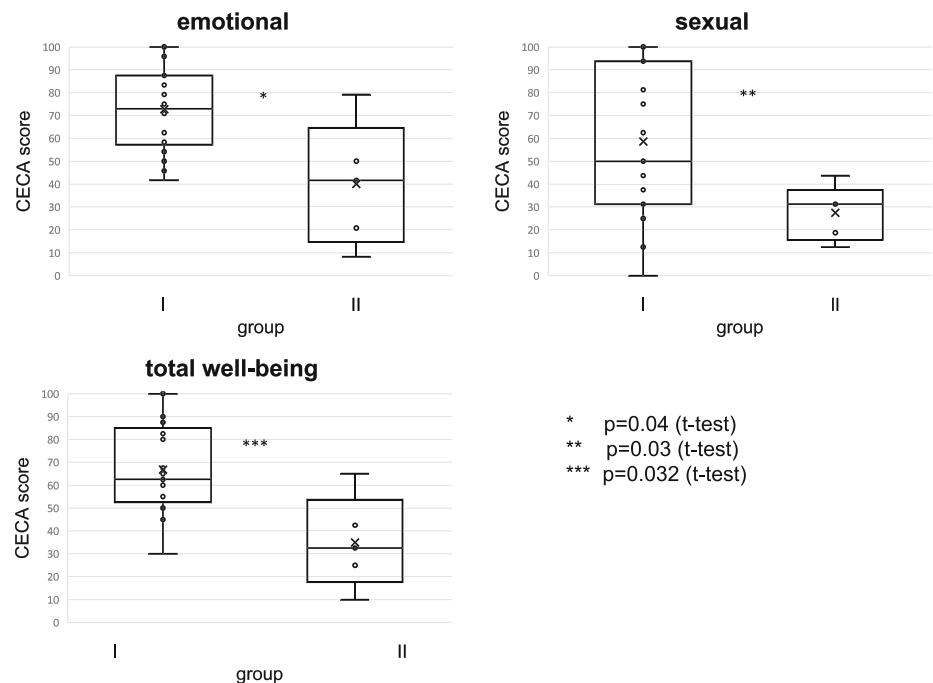 emotional
100
90
80
70
60
50
40
30
20
10
0
CECA score
*
I
II
group
sexual
100
90
80
70
60
50
40
30
20
10
0
CECA score
**
I
II
group
total well-being
100
90
80
70
60
50
40
30
20
10
0
CECA score
***
I
II
group
* p=0.04 (t-test)
** p=0.03 (t-test)
*** p=0.032 (t-test)